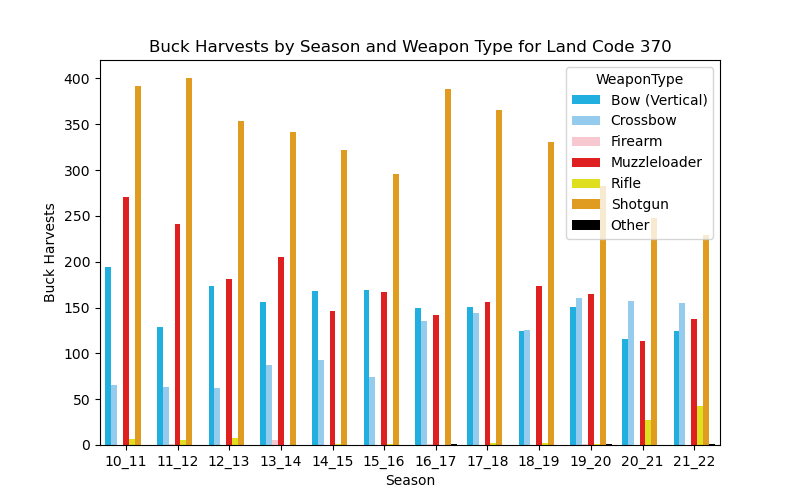 Buck Harvests by Season and Weapon Type for Land Code 370
Buck Harvests
400
350
300
250
200
150
100
50
0
WeaponType
Bow (Vertical)
Crossbow
Firearm
Muzzleloader
Rifle
Shotgun
Other
10_11 11_12 12_13 13_14 14_15 15_16 16_17 17_18 18_19 19_20 20_21 21_22
Season